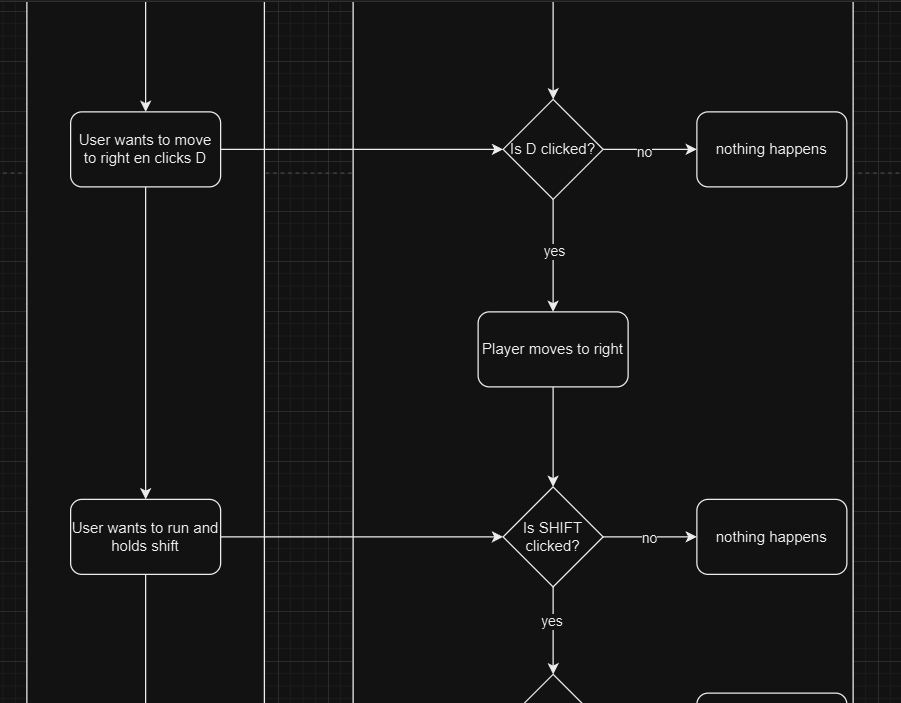 User wants to move
to right en clicks D
Is D clicked?
no
nothing happens
yes
Player moves to right
User wants to run and
holds shift
Is SHIFT
clicked?
no
nothing happens
yes